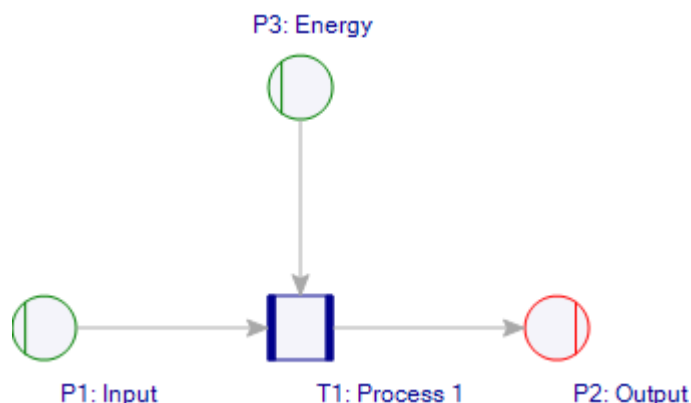 P3: Energy
P1: Input
T1: Process 1
P2: Output